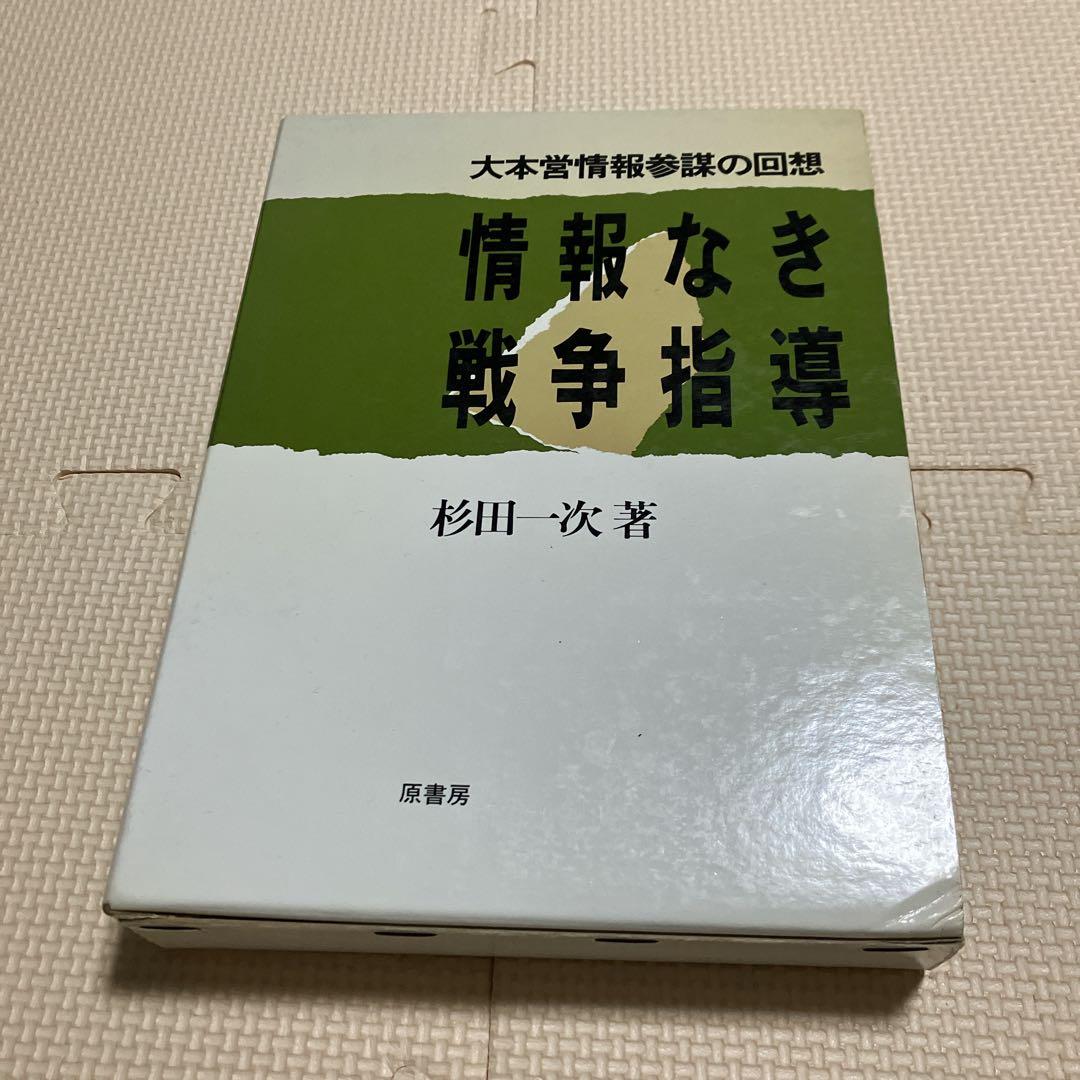 大本営情報参謀の回想
情報なき
戦争指導
杉田一次 著
原書房